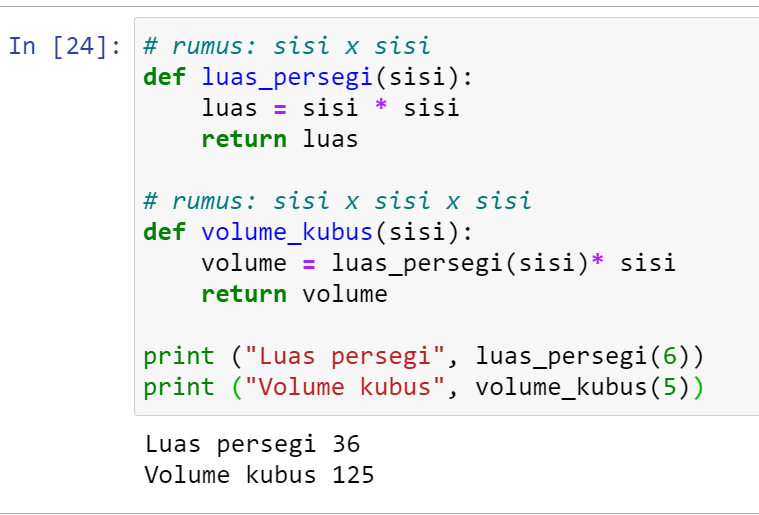 In [24]: # rumus: sisi x sisi
def luas_persegi(sisi):
    luas = sisi * sisi
    return luas

# rumus: sisi x sisi x sisi
def volume_kubus(sisi):
    volume = luas_persegi(sisi)* sisi
    return volume

print ("Luas persegi", luas_persegi(6))
print ("Volume kubus", volume_kubus(5))
Luas persegi 36
Volume kubus 125